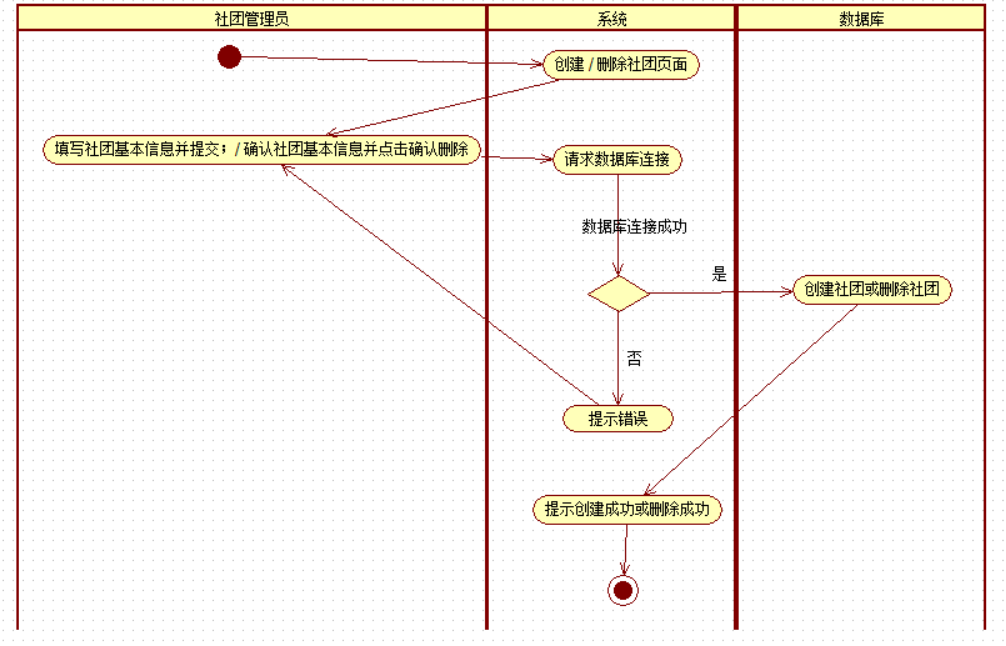 社团管理员
系统
数据库
创建 / 删除社团页面
填写社团基本信息并提交；/ 确认社团基本信息并点击确认删除
请求数据库连接
数据库连接成功
是
创建社团或删除社团
否
提示错误
提示创建成功或删除成功